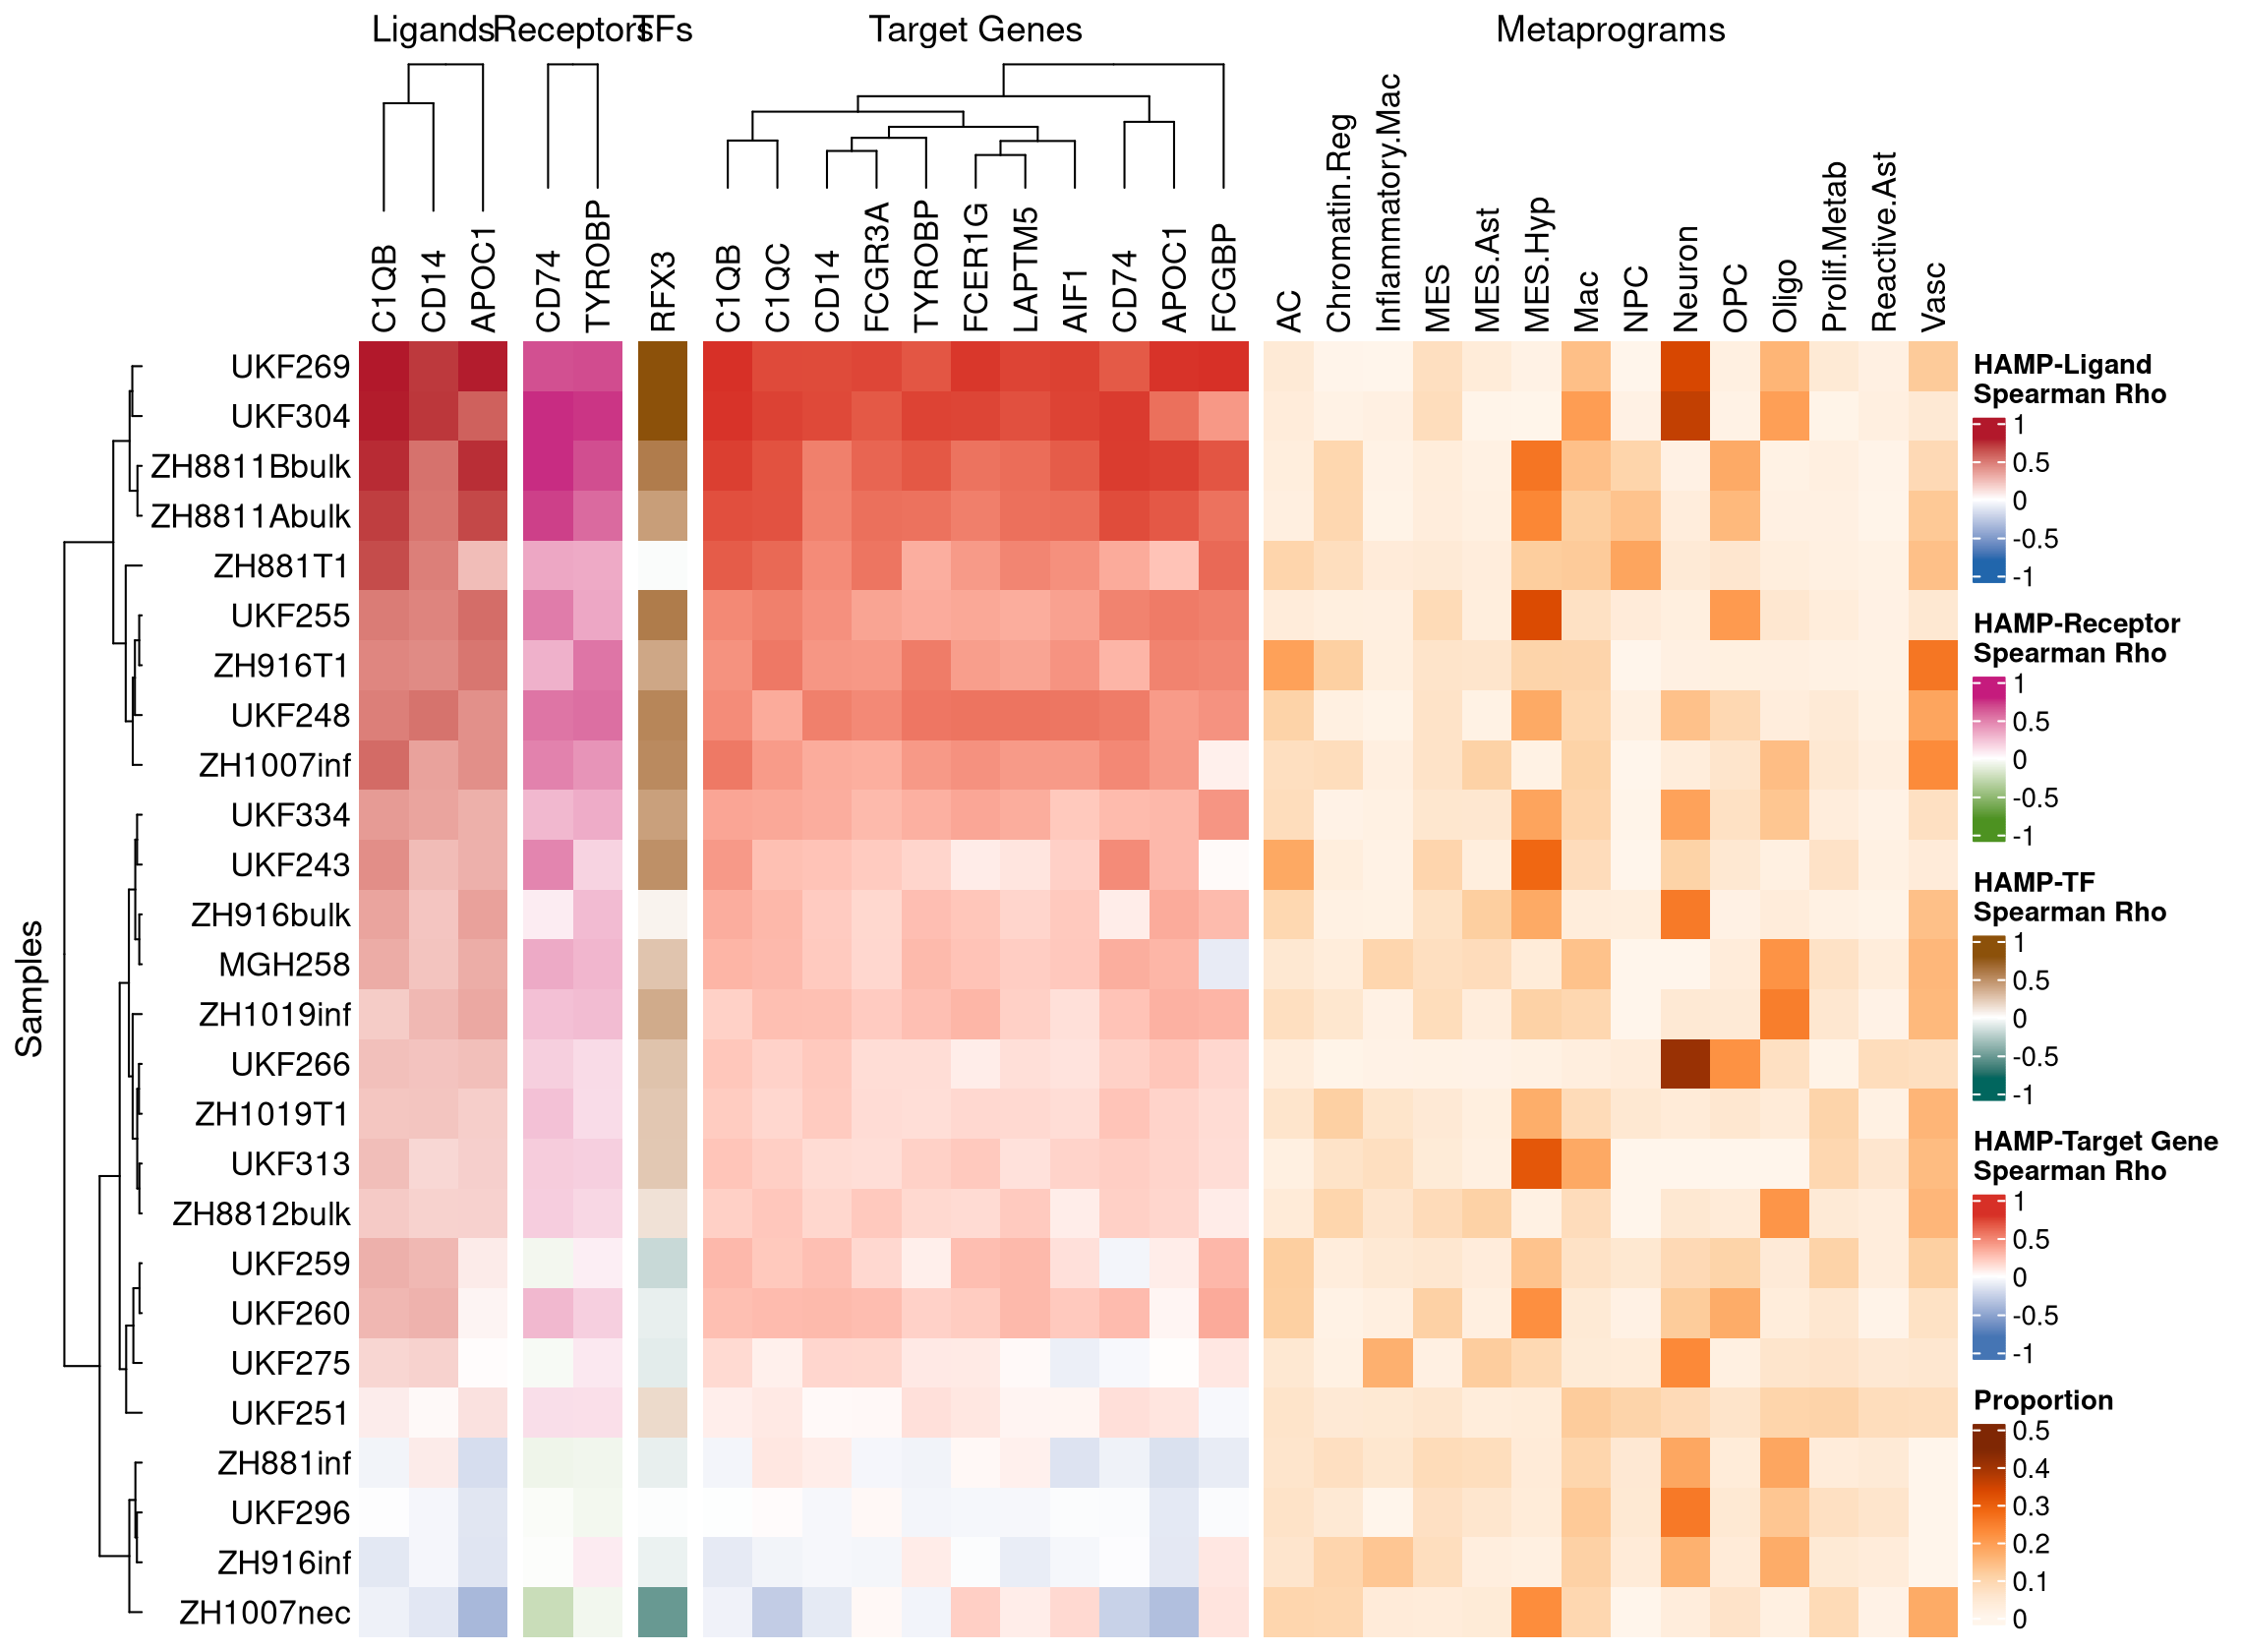 Ligands Receptors TFs Target Genes Metaprograms
C1QB CD14 APOC1 CD74 TYROBP RFX3 C1QB C1QC CD14 FCGR3A TYROBP FCER1G LAPTM5 AIF1 CD74 APOC1 FCGBP AC Chromatin.Reg Inflammatory.Mac MES MES.Ast MES.Hyp Mac NPC Neuron OPC Oligo Prolif.Metab Reactive.Ast Vasc
Samples
UKF269
UKF304
ZH8811Bbulk
ZH8811Abulk
ZH881T1
UKF255
ZH916T1
UKF248
ZH1007inf
UKF334
UKF243
ZH916bulk
MGH258
ZH1019inf
UKF266
ZH1019T1
UKF313
ZH8812bulk
UKF259
UKF260
UKF275
UKF251
ZH881inf
UKF296
ZH916inf
ZH1007nec
HAMP-Ligand
Spearman Rho
1
0.5
0
-0.5
-1
HAMP-Receptor
Spearman Rho
1
0.5
0
-0.5
-1
HAMP-TF
Spearman Rho
1
0.5
0
-0.5
-1
HAMP-Target Gene
Spearman Rho
1
0.5
0
-0.5
-1
Proportion
0.5
0.4
0.3
0.2
0.1
0